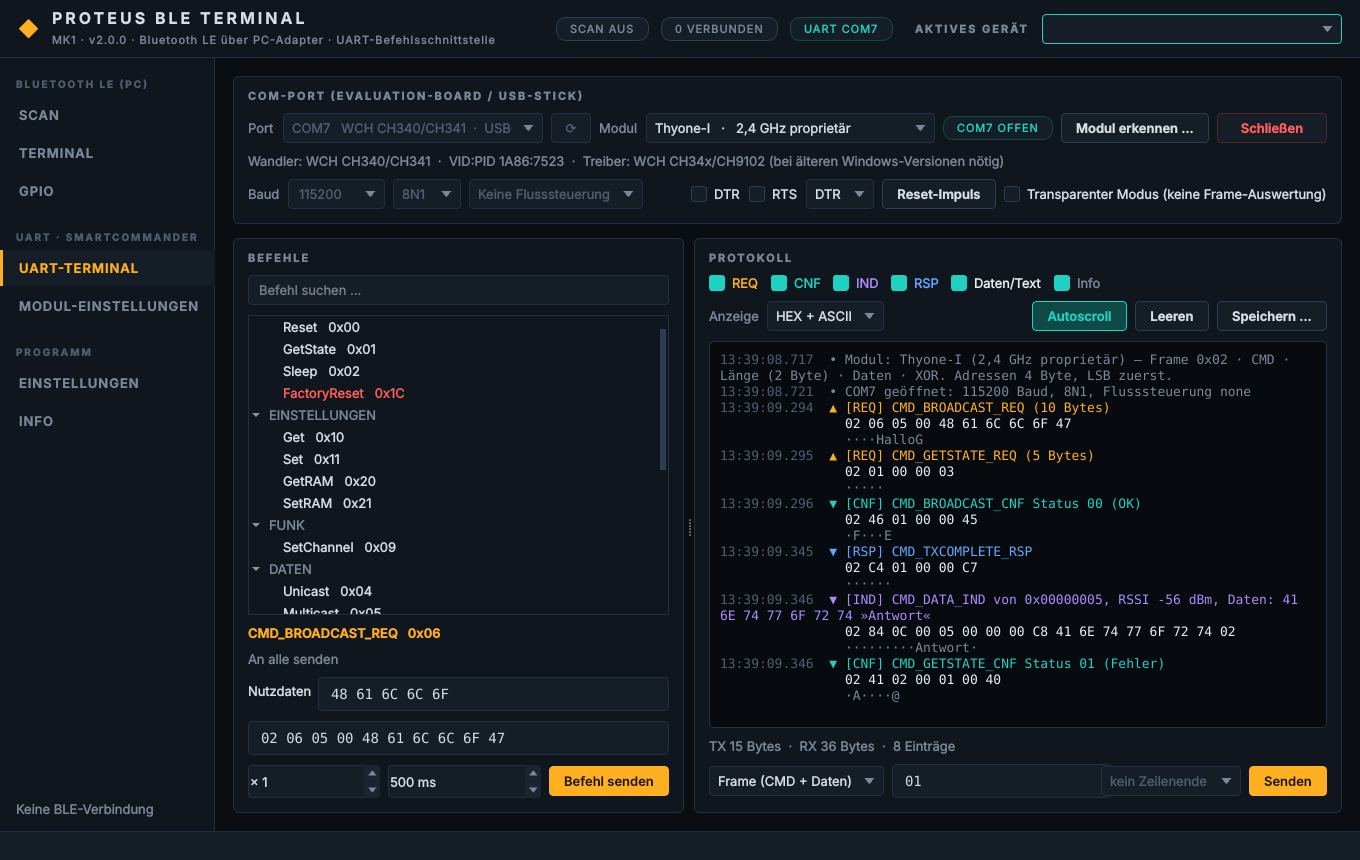 PROTEUS BLE TERMINAL
MK1 · v2.0.0 · Bluetooth LE über PC-Adapter · UART-Befehlsschnittstelle
SCAN AUS
0 VERBUNDEN
UART COM7
AKTIVES GERÄT
BLUETOOTH LE (PC)
SCAN
TERMINAL
GPIO
UART · SMARTCOMMANDER
UART-TERMINAL
MODUL-EINSTELLUNGEN
PROGRAMM
EINSTELLUNGEN
INFO
Keine BLE-Verbindung
COM-PORT (EVALUATION-BOARD / USB-STICK)
Port
COM7 WCH CH340/CH341 · USB
⟳
Modul
Thyone-I · 2,4 GHz proprietär
COM7 OFFEN
Modul erkennen ...
Schließen
Wandler: WCH CH340/CH341 · VID:PID 1A86:7523 · Treiber: WCH CH34x/CH9102 (bei älteren Windows-Versionen nötig)
Baud
115200
8N1
Keine Flusssteuerung
DTR
RTS
DTR
Reset-Impuls
Transparenter Modus (keine Frame-Auswertung)
BEFEHLE
Befehl suchen ...
Reset 0x00
GetState 0x01
Sleep 0x02
FactoryReset 0x1C
EINSTELLUNGEN
Get 0x10
Set 0x11
GetRAM 0x20
SetRAM 0x21
FUNK
SetChannel 0x09
DATEN
Unicast 0x04
Multicast 0x05
CMD_BROADCAST_REQ 0x06
An alle senden
Nutzdaten
48 61 6C 6C 6F
02 06 05 00 48 61 6C 6C 6F 47
× 1
500 ms
Befehl senden
PROTOKOLL
REQ
CNF
IND
RSP
Daten/Text
Info
Anzeige
HEX + ASCII
Autoscroll
Leeren
Speichern ...
13:39:08.717 • Modul: Thyone-I (2,4 GHz proprietär) — Frame 0x02 · CMD ·
Länge (2 Byte) · Daten · XOR. Adressen 4 Byte, LSB zuerst.
13:39:08.721 • COM7 geöffnet: 115200 Baud, 8N1, Flusssteuerung none
13:39:09.294 ▲ [REQ] CMD_BROADCAST_REQ (10 Bytes)
02 06 05 00 48 61 6C 6C 6F 47
····HalloG
13:39:09.295 ▲ [REQ] CMD_GETSTATE_REQ (5 Bytes)
02 01 00 00 03
·····
13:39:09.296 ▼ [CNF] CMD_BROADCAST_CNF Status 00 (OK)
02 46 01 00 00 45
·F···E
13:39:09.345 ▼ [RSP] CMD_TXCOMPLETE_RSP
02 C4 01 00 00 C7
······
13:39:09.346 ▼ [IND] CMD_DATA_IND von 0x00000005, RSSI -56 dBm, Daten: 41
6E 74 77 6F 72 74 »Antwort«
02 84 0C 00 05 00 00 00 C8 41 6E 74 77 6F 72 74 02
·········Antwort·
13:39:09.346 ▼ [CNF] CMD_GETSTATE_CNF Status 01 (Fehler)
02 41 02 00 01 00 40
·A····@
TX 15 Bytes · RX 36 Bytes · 8 Einträge
Frame (CMD + Daten)
01
kein Zeilenende
Senden